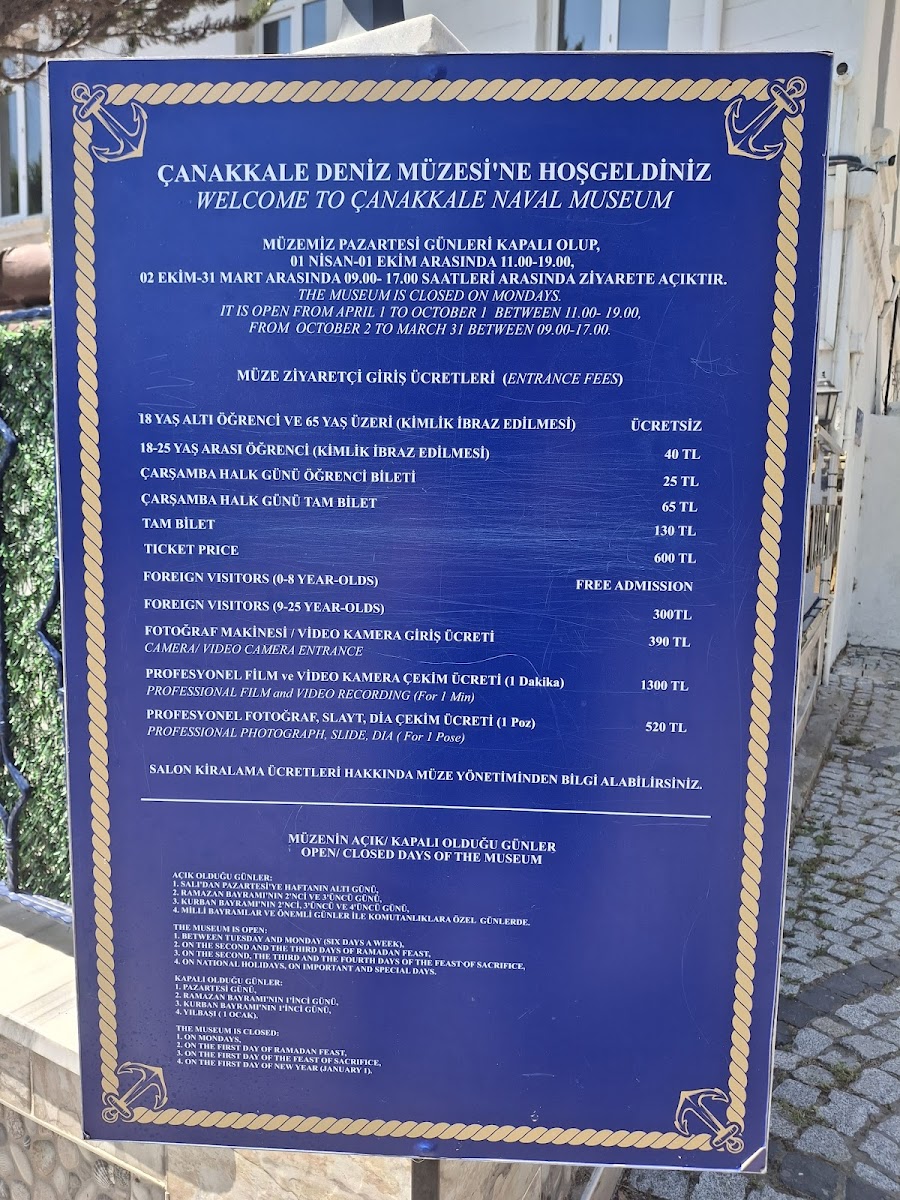 ÇANAKKALE DENİZ MÜZESİ'NE HOŞGELDİNİZ
WELCOME TO ÇANAKKALE NAVAL MUSEUM
MÜZEMİZ PAZARTESİ GÜNLERİ KAPALI OLUP,
01 NİSAN-01 EKİM ARASINDA 11.00-19.00,
02 EKİM-31 MART ARASINDA 09.00- 17.00 SAATLERİ ARASINDA ZİYARETE AÇIKTIR.
THE MUSEUM IS CLOSED ON MONDAYS.
IT IS OPEN FROM APRIL 1 TO OCTOBER 1 BETWEEN 11.00- 19.00,
FROM OCTOBER 2 TO MARCH 31 BETWEEN 09.00-17.00.
MÜZE ZİYARETÇİ GİRİŞ ÜCRETLERİ (ENTRANCE FEES)
18 YAŞ ALTI ÖĞRENCİ VE 65 YAŞ ÜZERİ (KİMLİK İBRAZ EDİLMESİ) ÜCRETSİZ
18-25 YAŞ ARASI ÖĞRENCİ (KİMLİK İBRAZ EDİLMESİ) 40 TL
ÇARŞAMBA HALK GÜNÜ ÖĞRENCİ BİLETİ 25 TL
ÇARŞAMBA HALK GÜNÜ TAM BİLET 65 TL
TAM BİLET 130 TL
TICKET PRICE 600 TL
FOREIGN VISITORS (0-8 YEAR-OLDS) FREE ADMISSION
FOREIGN VISITORS (9-25 YEAR-OLDS) 300TL
FOTOĞRAF MAKİNESİ / VİDEO KAMERA GİRİŞ ÜCRETİ 390 TL
CAMERA/ VIDEO CAMERA ENTRANCE
PROFESYONEL FİLM ve VİDEO KAMERA ÇEKİM ÜCRETİ (1 Dakika) 1300 TL
PROFESSIONAL FILM and VIDEO RECORDING (For 1 Min)
PROFESYONEL FOTOĞRAF, SLAYT, DİA ÇEKİM ÜCRETİ (1 Poz) 520 TL
PROFESSIONAL PHOTOGRAPH, SLIDE, DIA ( For 1 Pose)
SALON KİRALAMA ÜCRETLERİ HAKKINDA MÜZE YÖNETİMİNDEN BİLGİ ALABİLİRSİNİZ.
MÜZENİN AÇIK/ KAPALI OLDUĞU GÜNLER
OPEN/ CLOSED DAYS OF THE MUSEUM
AÇIK OLDUĞU GÜNLER:
1. SALI'DAN PAZARTESİ'YE HAFTANIN ALTI GÜNÜ,
2. RAMAZAN BAYRAMI'NIN 2'NCİ VE 3'ÜNCÜ GÜNÜ,
3. KURBAN BAYRAMI'NIN 2'NCİ, 3'ÜNCÜ VE 4'ÜNCÜ GÜNÜ,
4. MİLLİ BAYRAMLAR VE ÖNEMLİ GÜNLER İLE KOMUTANLIKLARA ÖZEL GÜNLERDE.
THE MUSEUM IS OPEN:
1. BETWEEN TUESDAY AND MONDAY (SIX DAYS A WEEK),
2. ON THE SECOND AND THE THIRD DAYS OF RAMADAN FEAST,
3. ON THE SECOND, THE THIRD AND THE FOURTH DAYS OF THE FEAST OF SACRIFICE,
4. ON NATIONAL HOLIDAYS, ON IMPORTANT AND SPECIAL DAYS.
KAPALI OLDUĞU GÜNLER:
1. PAZARTESİ GÜNÜ,
2. RAMAZAN BAYRAMI'NIN 1'İNCİ GÜNÜ,
3. KURBAN BAYRAMI'NIN 1'İNCİ GÜNÜ,
4. YILBAŞI ( 1 OCAK).
THE MUSEUM IS CLOSED:
1. ON MONDAYS,
2. ON THE FIRST DAY OF RAMADAN FEAST,
3. ON THE FIRST DAY OF THE FEAST OF SACRIFICE,
4. ON THE FIRST DAY OF NEW YEAR (JANUARY 1).